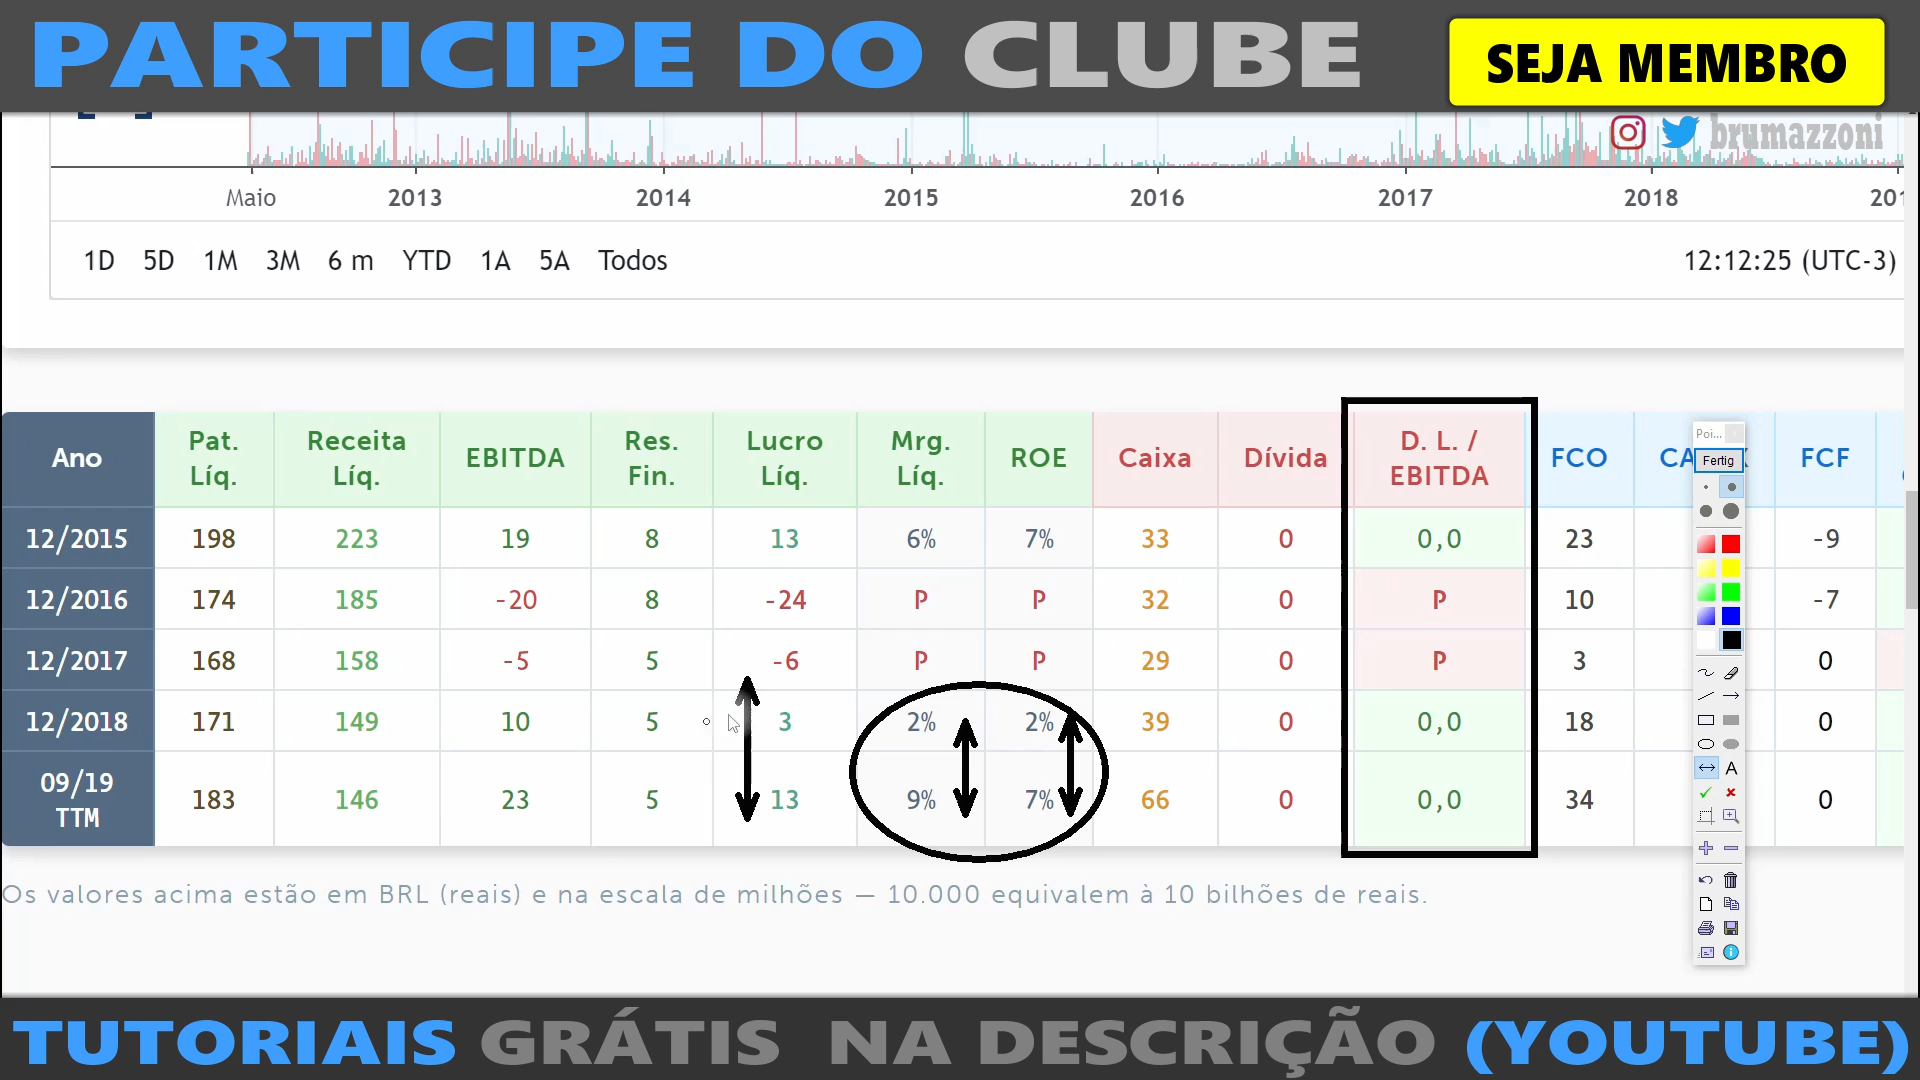 PARTICIPE DO CLUBE
SEJA MEMBRO
brumazzoni
Maio 2013 2014 2015 2016 2017 2018
1D 5D 1M 3M 6 m YTD 1A 5A Todos
12:12:25 (UTC-3)
Ano Pat. Líq. Receita Líq. EBITDA Res. Fin. Lucro Líq. Mrg. Líq. ROE Caixa Dívida D. L. / EBITDA FCO FCF
12/2015 198 223 19 8 13 6% 7% 33 0 0,0 23 -9
12/2016 174 185 -20 8 -24 P P 32 0 P 10 -7
12/2017 168 158 -5 5 -6 P P 29 0 P 3 0
12/2018 171 149 10 5 3 2% 2% 39 0 0,0 18 0
09/19 TTM 183 146 23 5 13 9% 7% 66 0 0,0 34 0
Poi...
Fertig
A
Os valores acima estão em BRL (reais) e na escala de milhões — 10.000 equivalem à 10 bilhões de reais.
TUTORIAIS GRÁTIS NA DESCRIÇÃO (YOUTUBE)